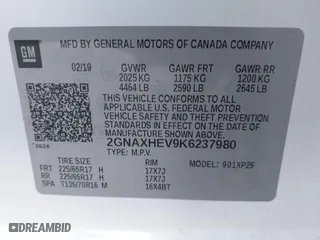 GM
MFD BY GENERAL MOTORS OF CANADA COMPANY
02/19 GVWR GAWR FRT GAWR RR
2025 KG 1175 KG 1200 KG
4464 LB 2590 LB 2645 LB
THIS VEHICLE CONFORMS TO ALL
APPLICABLE U.S. FEDERAL MOTOR
VEHICLE SAFETY AND THEFT
PREVENTION STANDARDS IN
EFFECT ON THE DATE OF
MANUFACTURE SHOWN ABOVE.
2GNAXHEV9K6237980
TYPE: M.P.V. MODEL: 901XP26
TIRE SIZE RIM
FRT 225/65R17 H 17X7J
RR 225/65R17 H 17X7J
SPA T135/70R16 M 16X4BT
© DRIVEDAMAGED.COM